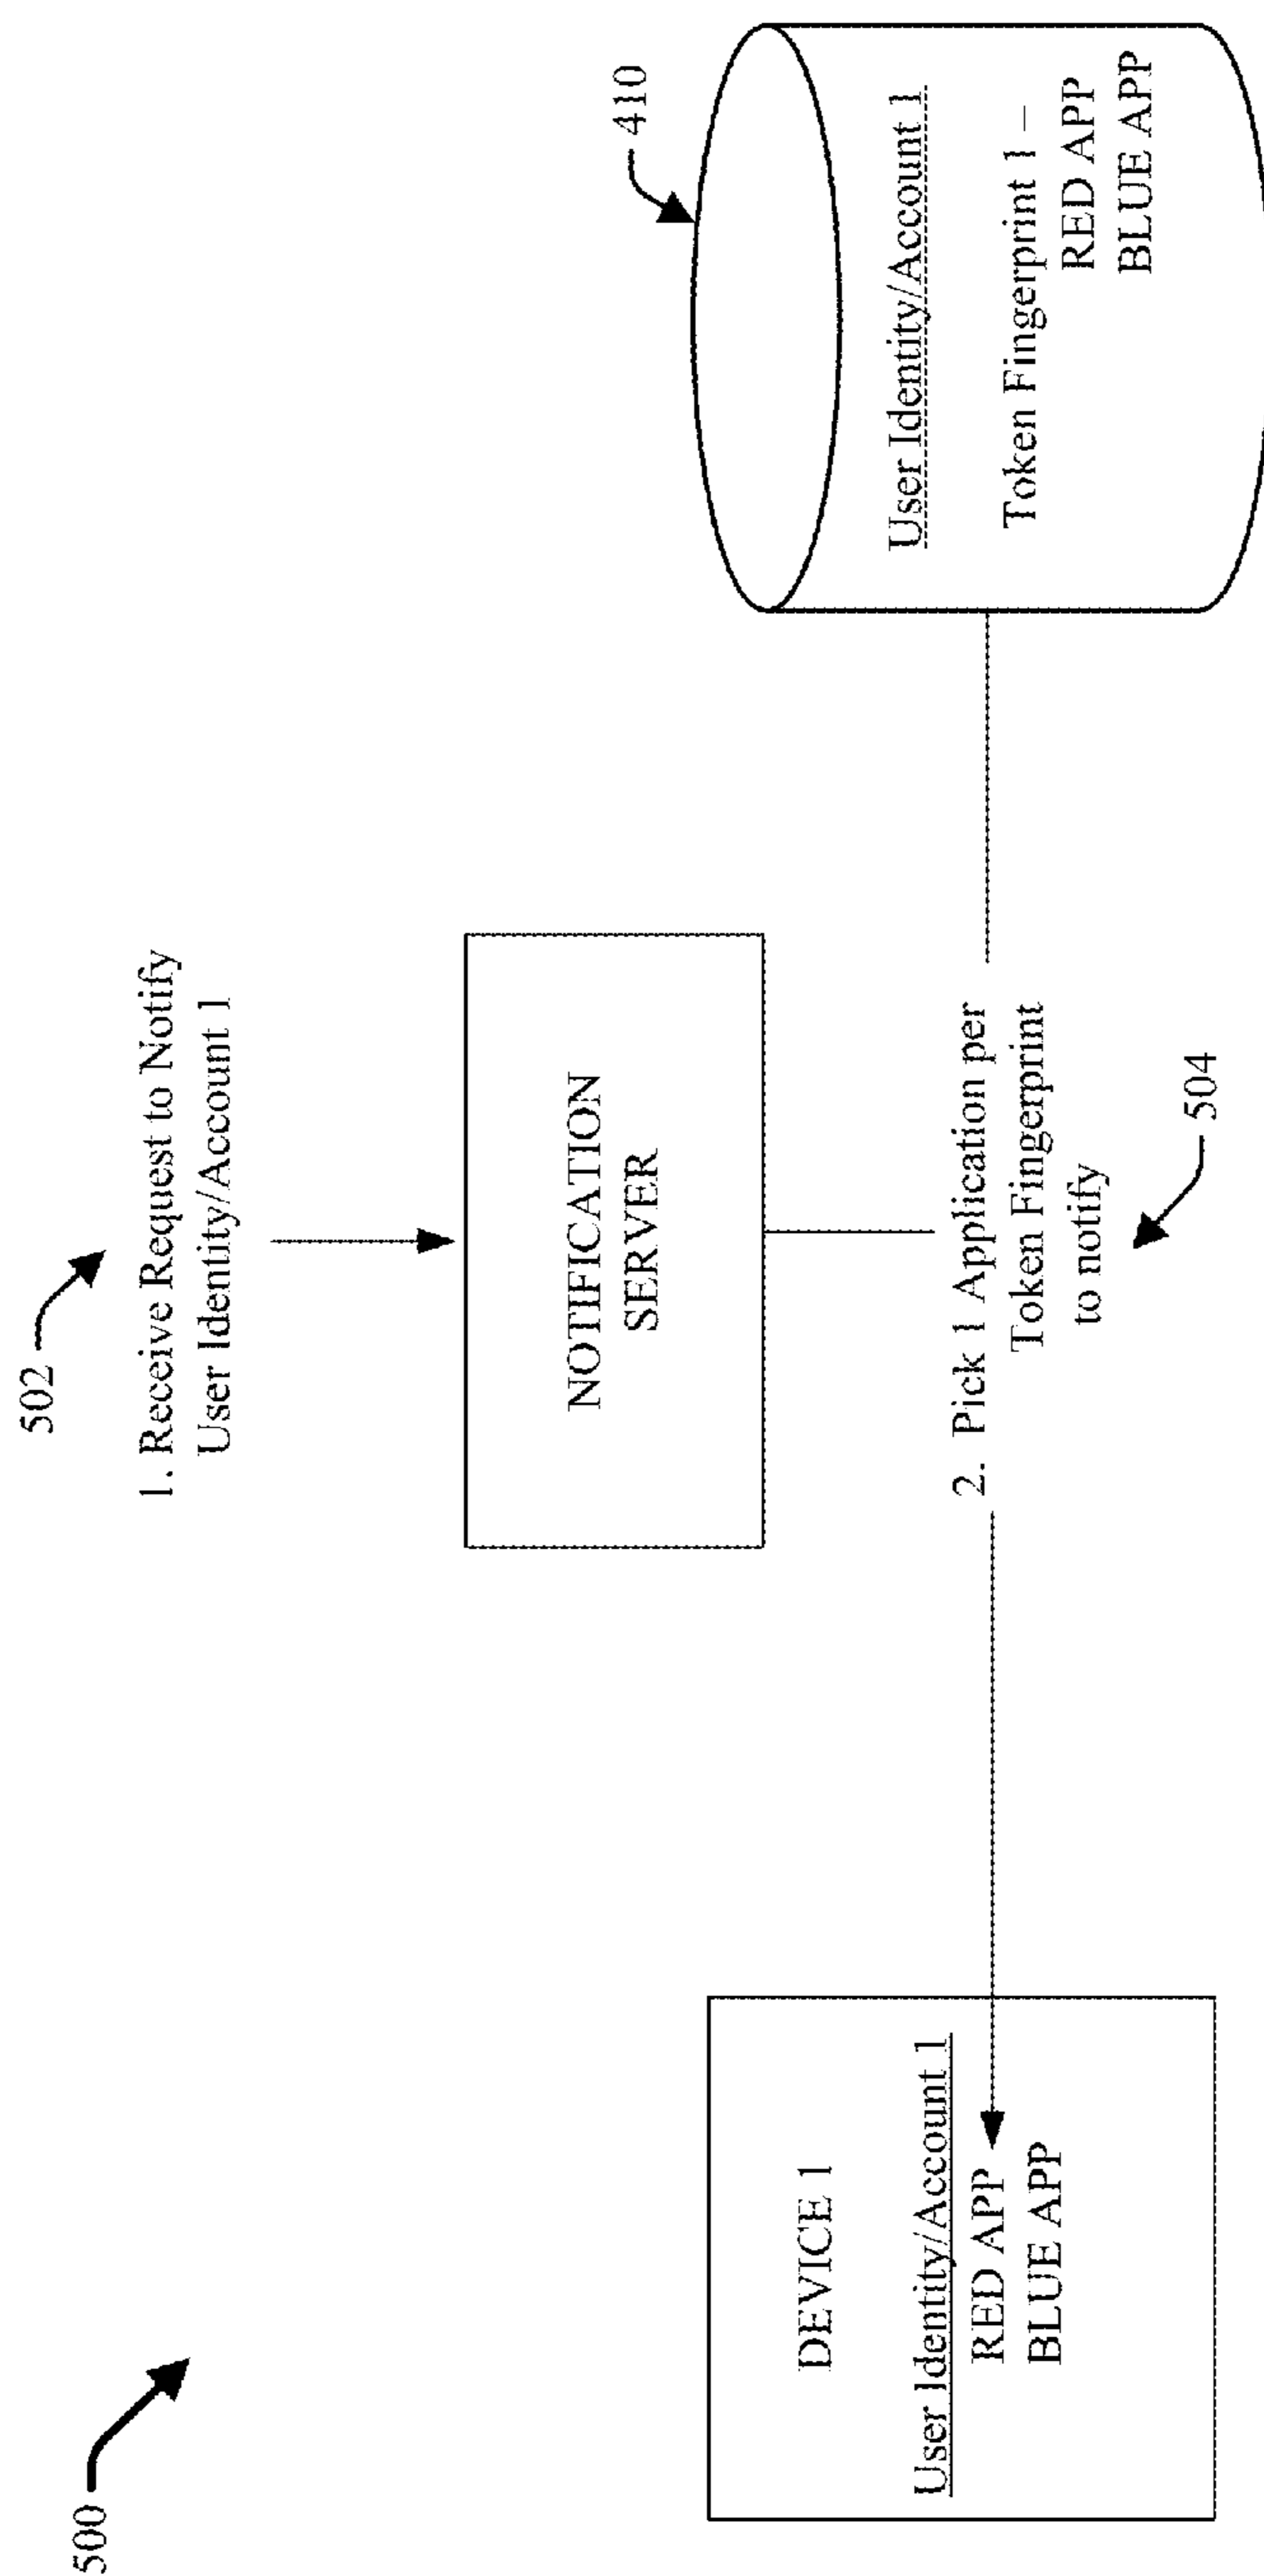 500
502
1. Receive Request to Notify
User Identity/Account 1
NOTIFICATION
SERVER
410
DEVICE 1
User Identity/Account 1
RED APP
BLUE APP
2. Pick 1 Application per
Token Fingerprint
to notify
504
User Identity/Account 1
Token Fingerprint 1 –
RED APP
BLUE APP